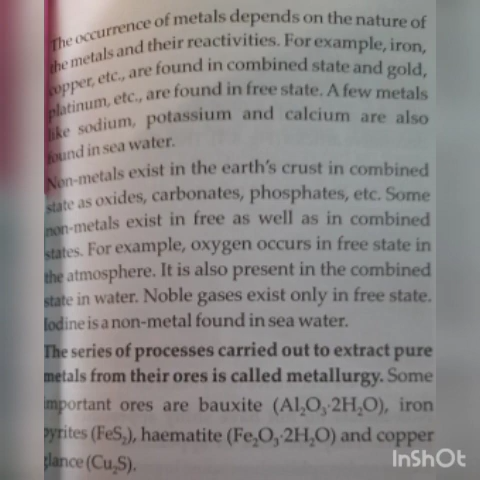 The occurrence of metals depends on the nature of
the metals and their reactivities. For example, iron,
copper, etc., are found in combined state and gold,
platinum, etc., are found in free state. A few metals
like sodium, potassium and calcium are also
found in sea water.
Non-metals exist in the earth's crust in combined
state as oxides, carbonates, phosphates, etc. Some
non-metals exist in free as well as in combined
states. For example, oxygen occurs in free state in
the atmosphere. It is also present in the combined
state in water. Noble gases exist only in free state.
Iodine is a non-metal found in sea water.
The series of processes carried out to extract pure
metals from their ores is called metallurgy. Some
important ores are bauxite (Al₂O₃·2H₂O), iron
pyrites (FeS₂), haematite (Fe₂O₃·2H₂O) and copper
glance (Cu₂S).
InShOt